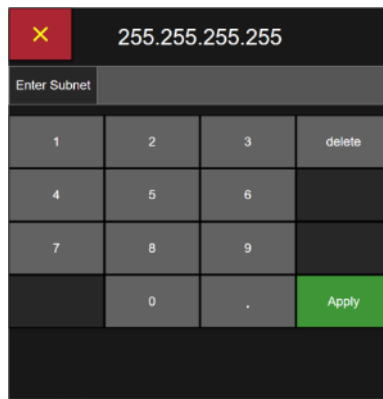 × 255.255.255.255
Enter Subnet
1 2 3 delete
4 5 6
7 8 9
0 . Apply